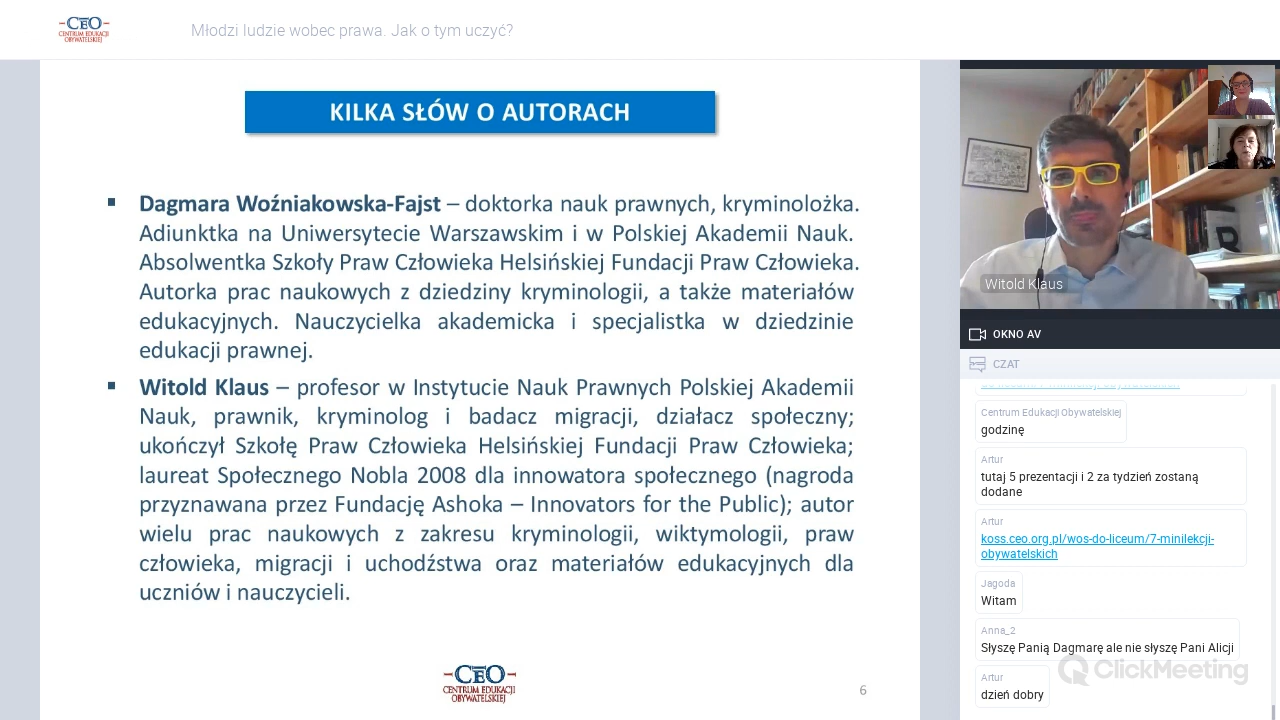 CEO
CENTRUM EDUKACJI
OBYWATELSKIEJ
Młodzi ludzie wobec prawa. Jak o tym uczyć?
KILKA SŁÓW O AUTORACH
▪ Dagmara Woźniakowska-Fajst – doktorka nauk prawnych, kryminolożka.
Adiunktka na Uniwersytecie Warszawskim i w Polskiej Akademii Nauk.
Absolwentka Szkoły Praw Człowieka Helsińskiej Fundacji Praw Człowieka.
Autorka prac naukowych z dziedziny kryminologii, a także materiałów
edukacyjnych. Nauczycielka akademicka i specjalistka w dziedzinie
edukacji prawnej.
▪ Witold Klaus – profesor w Instytucie Nauk Prawnych Polskiej Akademii
Nauk, prawnik, kryminolog i badacz migracji, działacz społeczny;
ukończył Szkołę Praw Człowieka Helsińskiej Fundacji Praw Człowieka;
laureat Społecznego Nobla 2008 dla innowatora społecznego (nagroda
przyznawana przez Fundację Ashoka – Innovators for the Public); autor
wielu prac naukowych z zakresu kryminologii, wiktymologii, praw
człowieka, migracji i uchodźstwa oraz materiałów edukacyjnych dla
uczniów i nauczycieli.
CEO
CENTRUM EDUKACJI
OBYWATELSKIEJ
6
Witold Klaus
OKNO AV
CZAT
Centrum Edukacji Obywatelskiej
godzinę
Artur
tutaj 5 prezentacji i 2 za tydzień zostaną
dodane
Artur
koss.ceo.org.pl/wos-do-liceum/7-minilekcji-
obywatelskich
Jagoda
Witam
Anna_2
Słyszę Panią Dagmarę ale nie słyszę Pani Alicji
Artur
dzień dobry
ClickMeeting